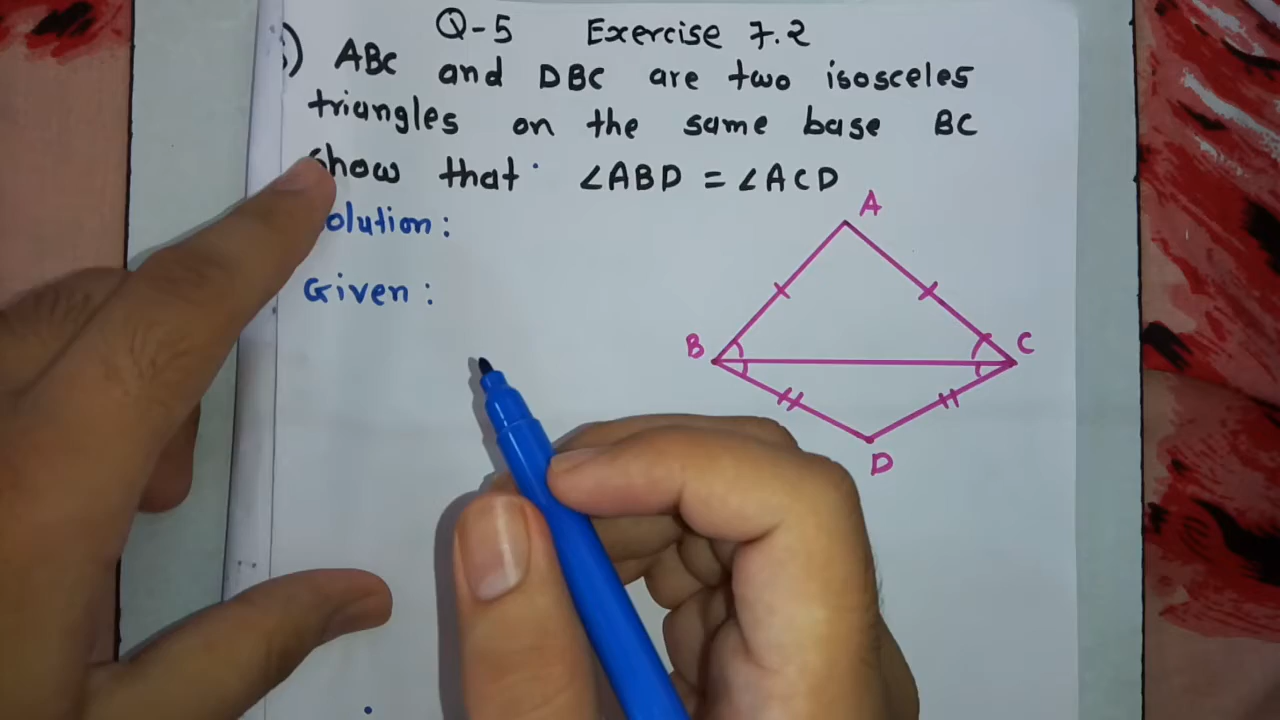 Q-5 Exercise 7.2
) ABC and DBC are two isosceles
triangles on the same base BC
show that ∠ABD = ∠ACD
olution:
Given:
A
B
C
D